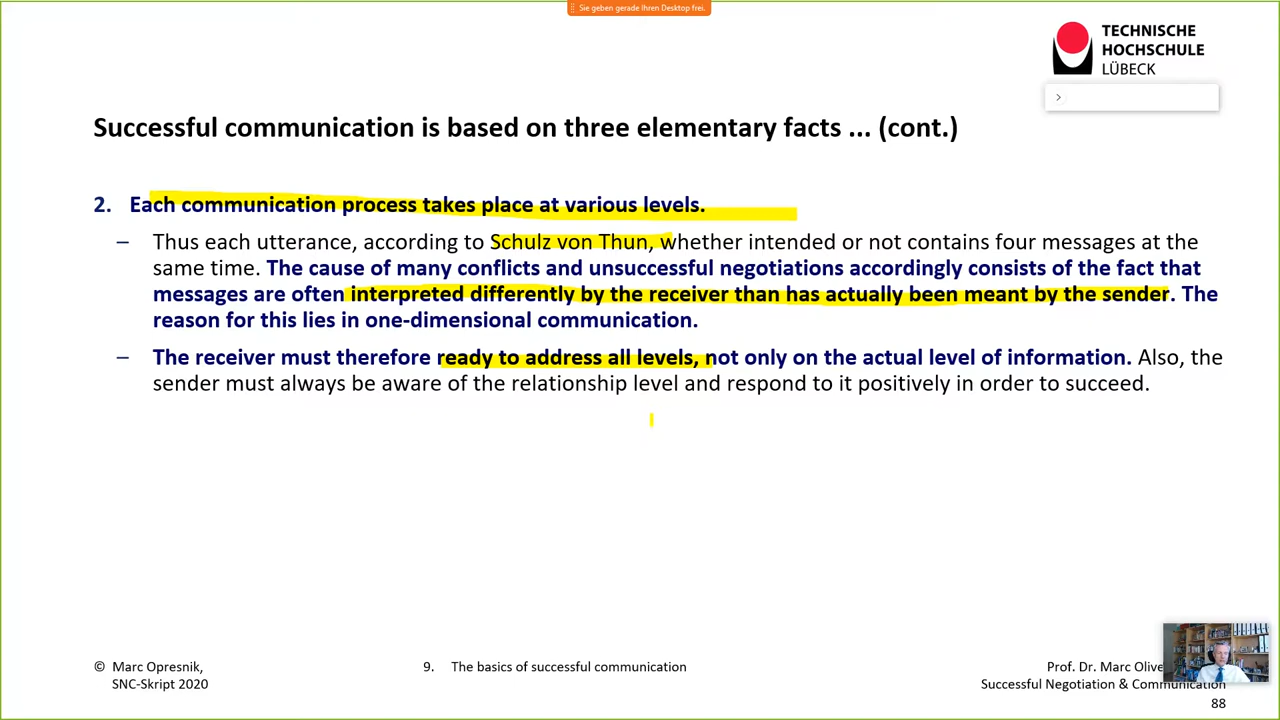 Sie geben gerade Ihren Desktop frei.
TECHNISCHE
HOCHSCHULE
LÜBECK
Successful communication is based on three elementary facts ... (cont.)
2. Each communication process takes place at various levels.
– Thus each utterance, according to Schulz von Thun, whether intended or not contains four messages at the
same time. The cause of many conflicts and unsuccessful negotiations accordingly consists of the fact that
messages are often interpreted differently by the receiver than has actually been meant by the sender. The
reason for this lies in one-dimensional communication.
– The receiver must therefore ready to address all levels, not only on the actual level of information. Also, the
sender must always be aware of the relationship level and respond to it positively in order to succeed.
© Marc Opresnik,
SNC-Skript 2020
9. The basics of successful communication
Prof. Dr. Marc Olive
Successful Negotiation & Communication
88